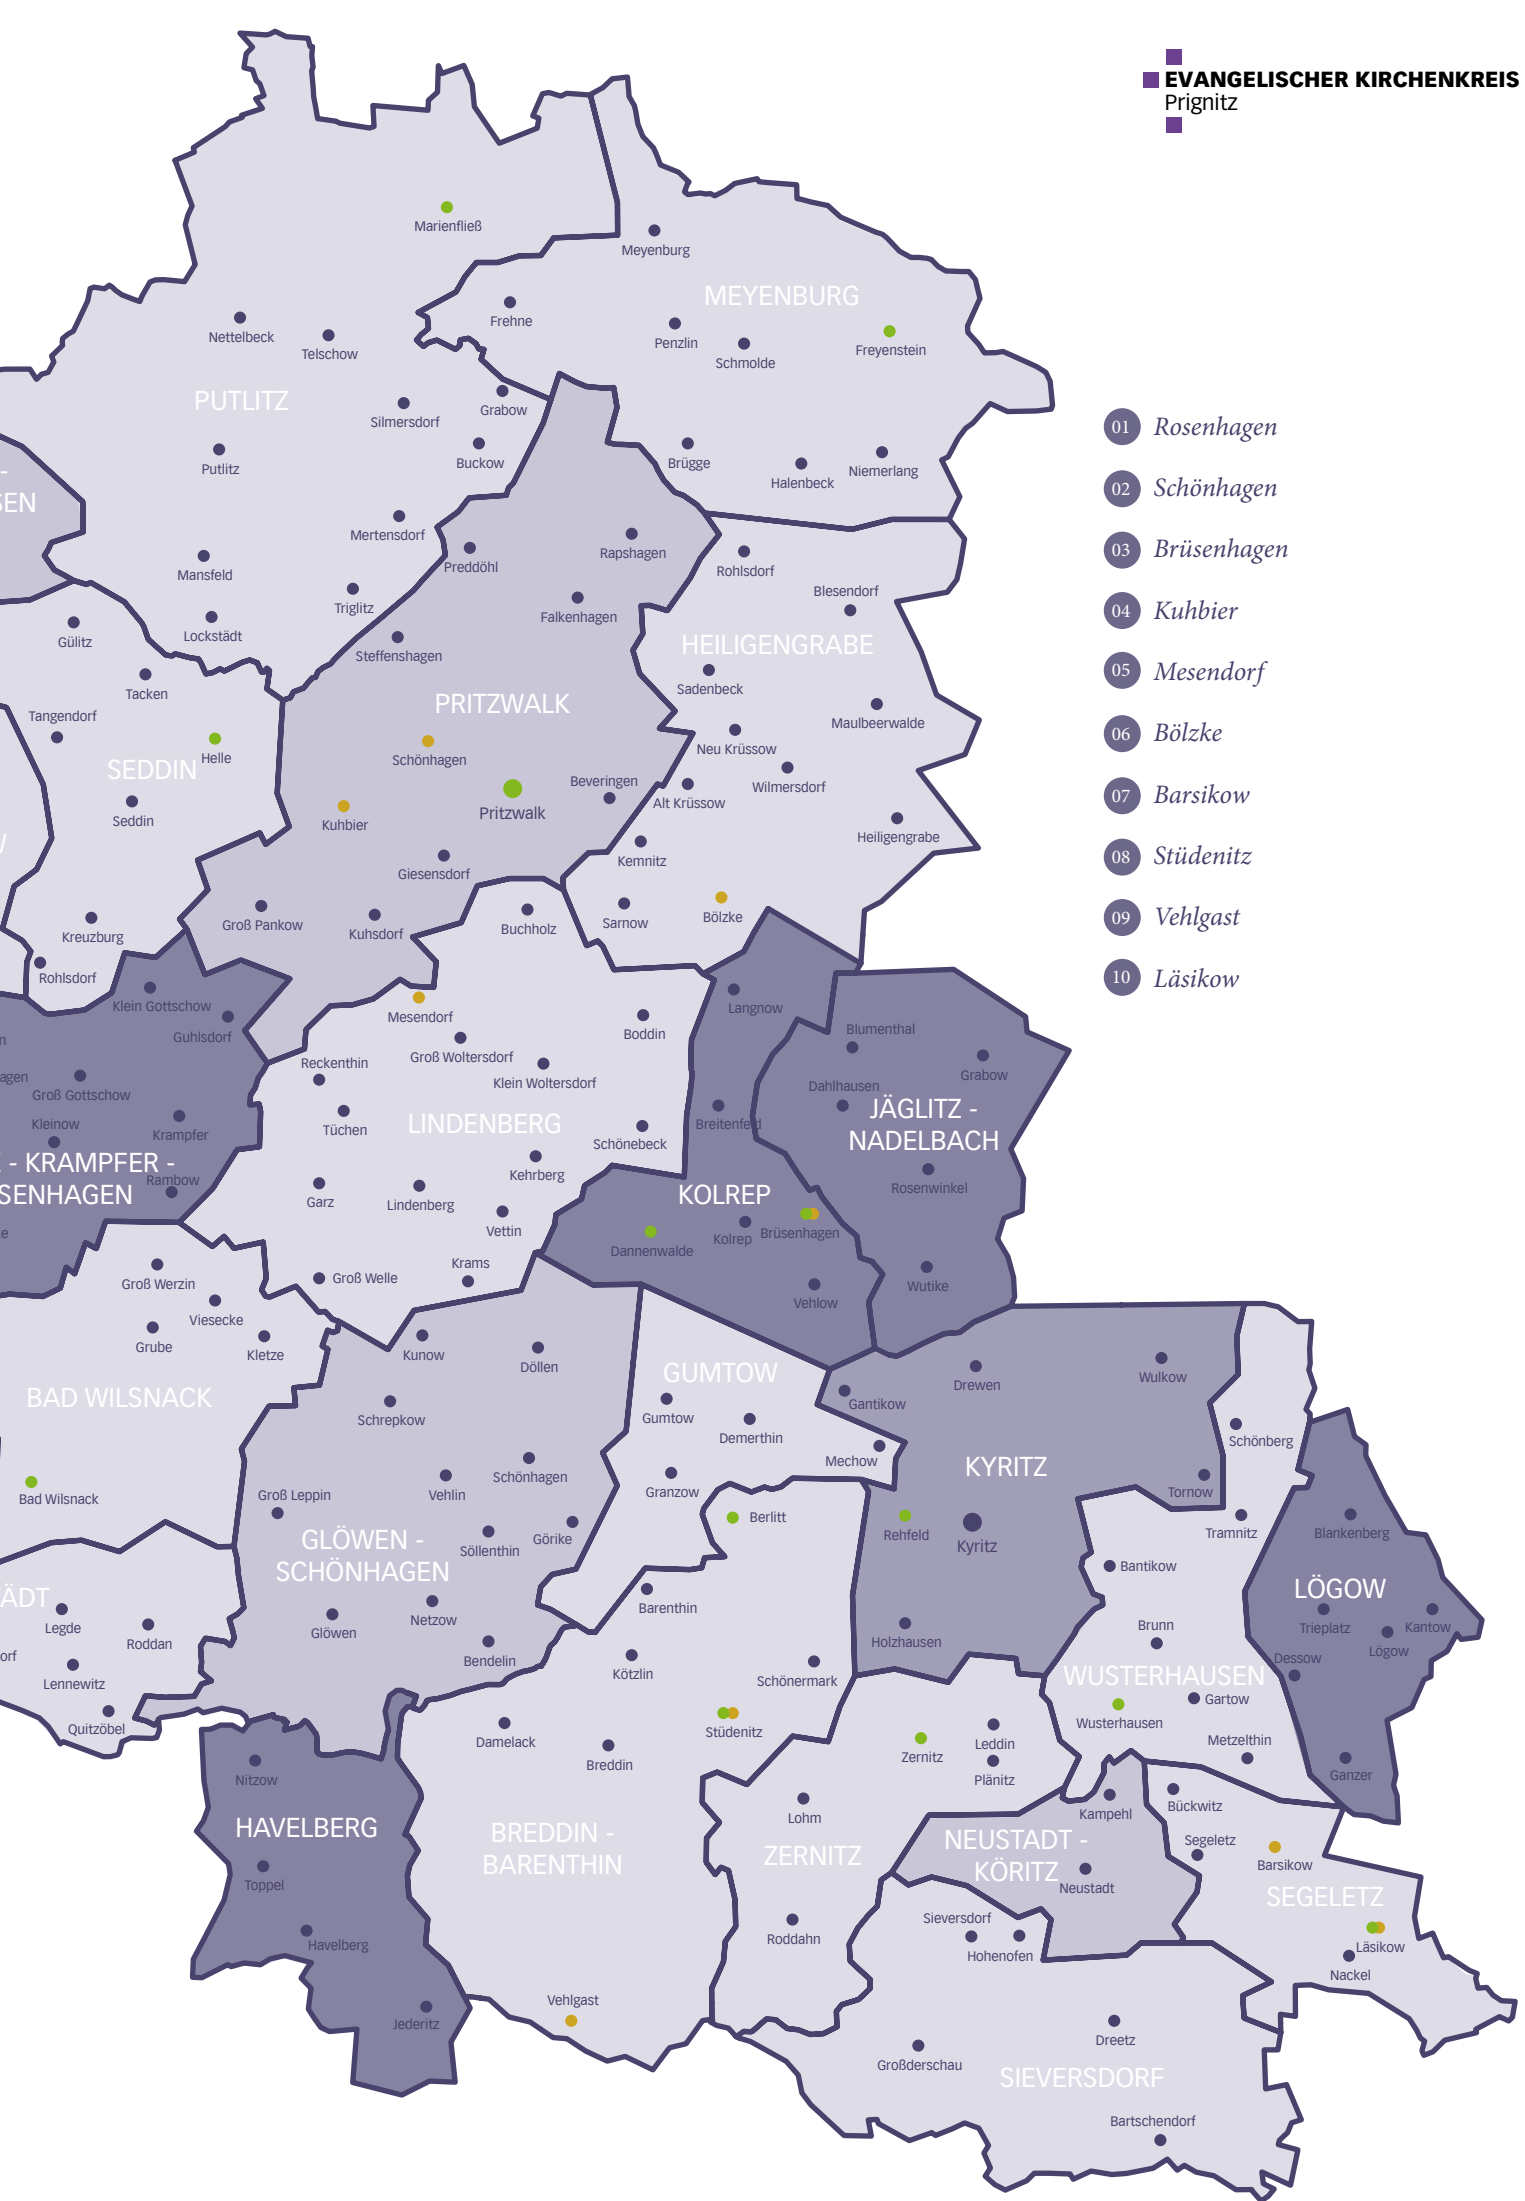 EVANGELISCHER KIRCHENKREIS
Prignitz
Marienfließ
Meyenburg
MEYENBURG
Frehne
Nettelbeck
Penzlin
Freyenstein
Telschow
Schmolde
PUTLITZ
Grabow
Silmersdorf
01 Rosenhagen
Putlitz
Buckow
Brügge
Niemerlang
Halenbeck
-
SEN
02 Schönhagen
Mertensdorf
Rapshagen
03 Brüsenhagen
Mansfeld
Preddöhl
Rohlsdorf
Blesendorf
Triglitz
Falkenhagen
04 Kuhbier
Gülitz
Lockstädt
HEILIGENGRABE
Steffenshagen
05 Mesendorf
Tacken
Sadenbeck
PRITZWALK
Tangendorf
Maulbeerwalde
06 Bölzke
Neu Krüssow
Helle
Schönhagen
SEDDIN
Beveringen
Wilmersdorf
07 Barsikow
Alt Krüssow
Seddin
Kuhbier
Pritzwalk
Heiligengrabe
08 Stüdenitz
Kemnitz
Giesensdorf
09 Vehlgast
Groß Pankow
Kuhsdorf
Buchholz
Sarnow
Bölzke
Kreuzburg
10 Läsikow
Rohlsdorf
Klein Gottschow
Mesendorf
Langnow
Guhlsdorf
Boddin
Blumenthal
n
Reckenthin
Groß Woltersdorf
Grabow
agen
Klein Woltersdorf
Dahlhausen
Groß Gottschow
JÄGLITZ -
NADELBACH
Kleinow
Krampfer
Tüchen
LINDENBERG
Schönebeck
Breitenfeld
- KRAMPFER -
SENHAGEN
Rambow
Kehrberg
Rosenwinkel
Garz
Lindenberg
KOLREP
Vettin
Dannenwalde
Kolrep
Brüsenhagen
e
Groß Werzin
Groß Welle
Krams
Wutike
Vehlow
Viesecke
Grube
Kletze
Kunow
Döllen
GUMTOW
Drewen
Wulkow
BAD WILSNACK
Schrepkow
Gumtow
Gantikow
Demerthin
Schönberg
Mechow
KYRITZ
Schönhagen
Granzow
Tornow
Bad Wilsnack
Groß Leppin
Vehlin
Berlitt
Rehfeld
Kyritz
Tramnitz
Blankenberg
GLÖWEN -
SCHÖNHAGEN
Söllenthin
Görike
Bantikow
LÖGOW
ÄDT
Legde
Roddan
Glöwen
Netzow
Barenthin
Holzhausen
Brunn
Trieplatz
Kantow
Lögow
orf
Bendelin
Kötzlin
Dessow
Lennewitz
Schönermark
WUSTERHAUSEN
Gartow
Quitzöbel
Damelack
Stüdenitz
Wusterhausen
Zernitz
Leddin
Metzelthin
Nitzow
Breddin
Plänitz
Ganzer
Lohm
Kampehl
Bückwitz
HAVELBERG
BREDDIN -
BARENTHIN
ZERNITZ
NEUSTADT -
KÖRITZ
Segeletz
Barsikow
Toppel
Neustadt
SEGELETZ
Havelberg
Roddahn
Sieversdorf
Hohenofen
Läsikow
Nackel
Vehlgast
Jederitz
Großderschau
Dreetz
SIEVERSDORF
Bartschendorf